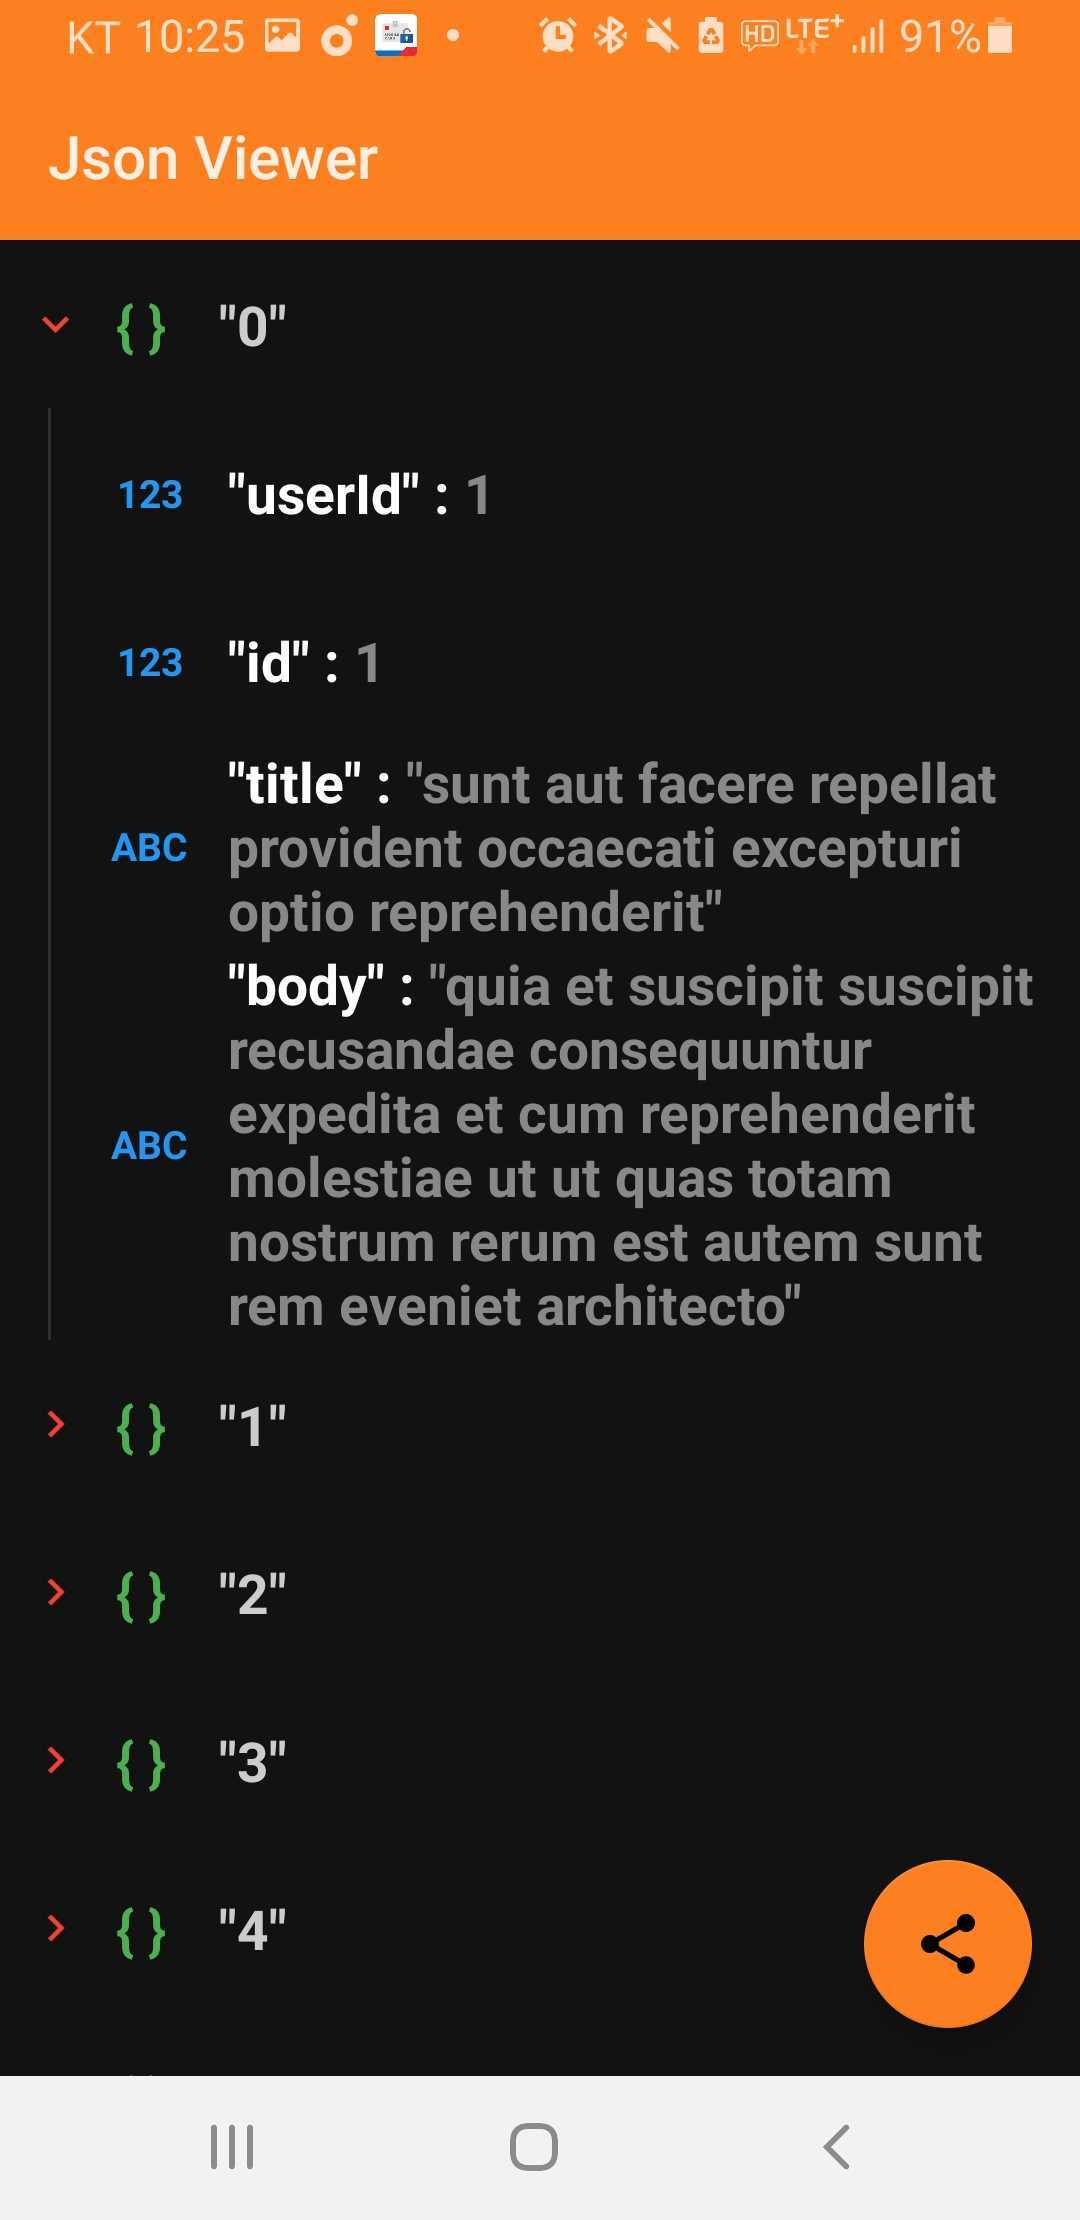 KT 10:25 HD LTE+ 91%
Json Viewer
{ } "0"
123 "userId" : 1
123 "id" : 1
"title" : "sunt aut facere repellat
ABC provident occaecati excepturi
optio reprehenderit"
"body" : "quia et suscipit suscipit
recusandae consequuntur
expedita et cum reprehenderit
ABC
molestiae ut ut quas totam
nostrum rerum est autem sunt
rem eveniet architecto"
{ } "1"
{ } "2"
{ } "3"
{ } "4"